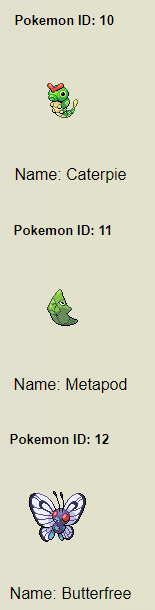 Pokemon ID: 10
Name: Caterpie
Pokemon ID: 11
Name: Metapod
Pokemon ID: 12
Name: Butterfree